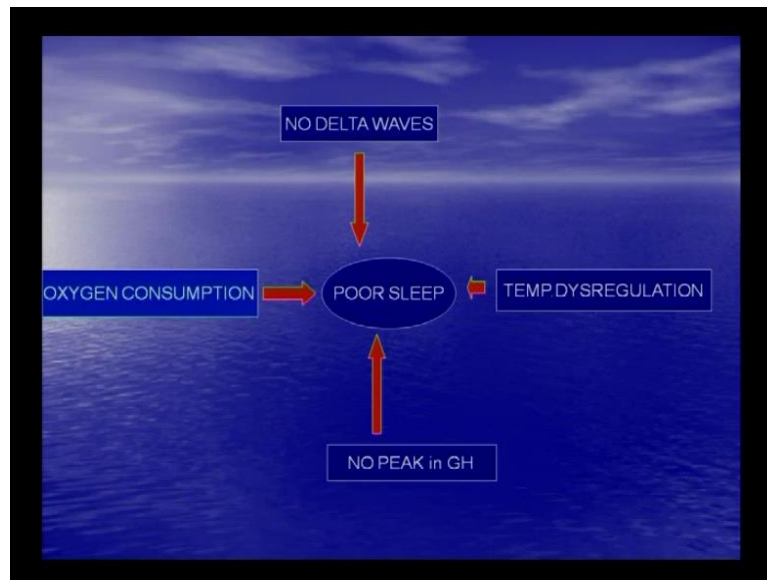 NO DELTA WAVES
OXYGEN CONSUMPTION
POOR SLEEP
TEMP.DYSREGULATION
NO PEAK in GH